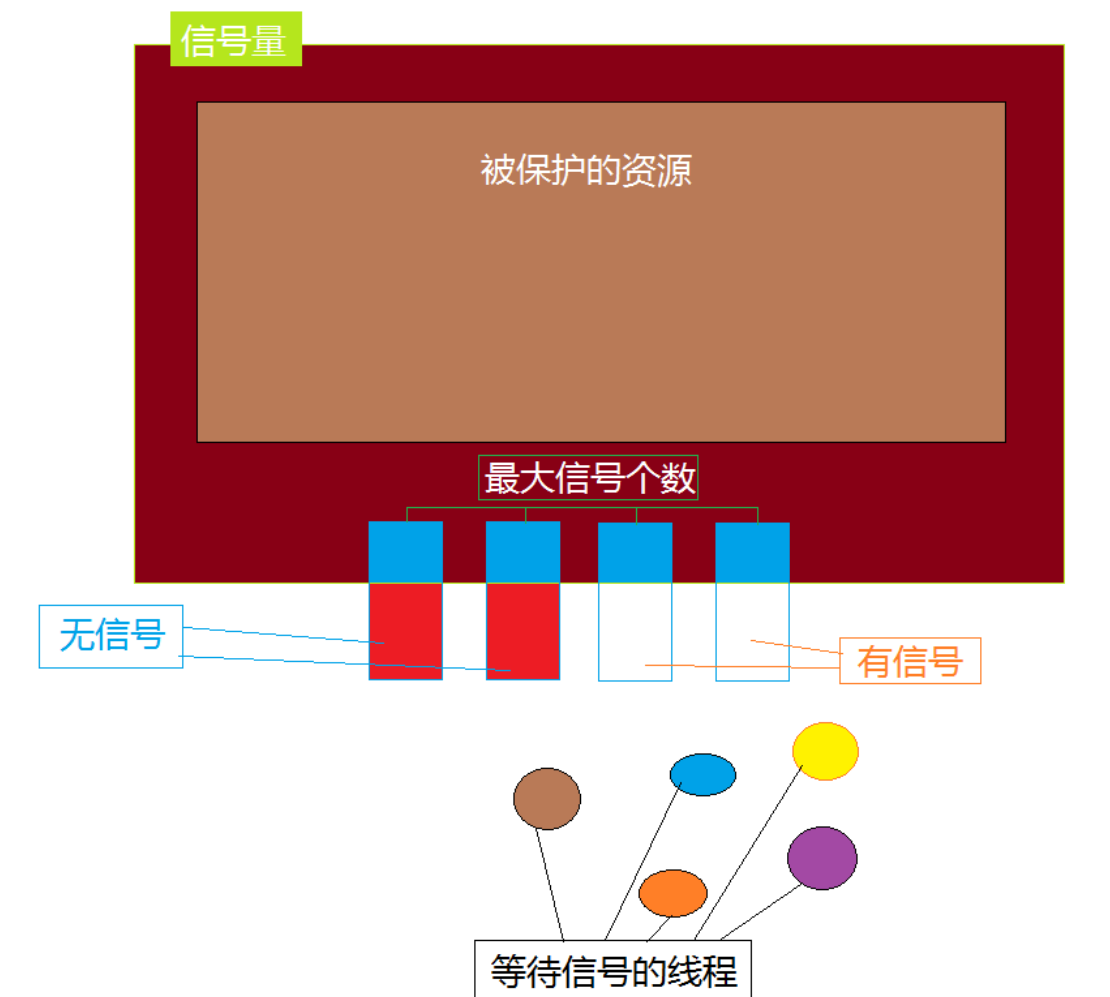 信号量
被保护的资源
最大信号个数
无信号
有信号
等待信号的线程